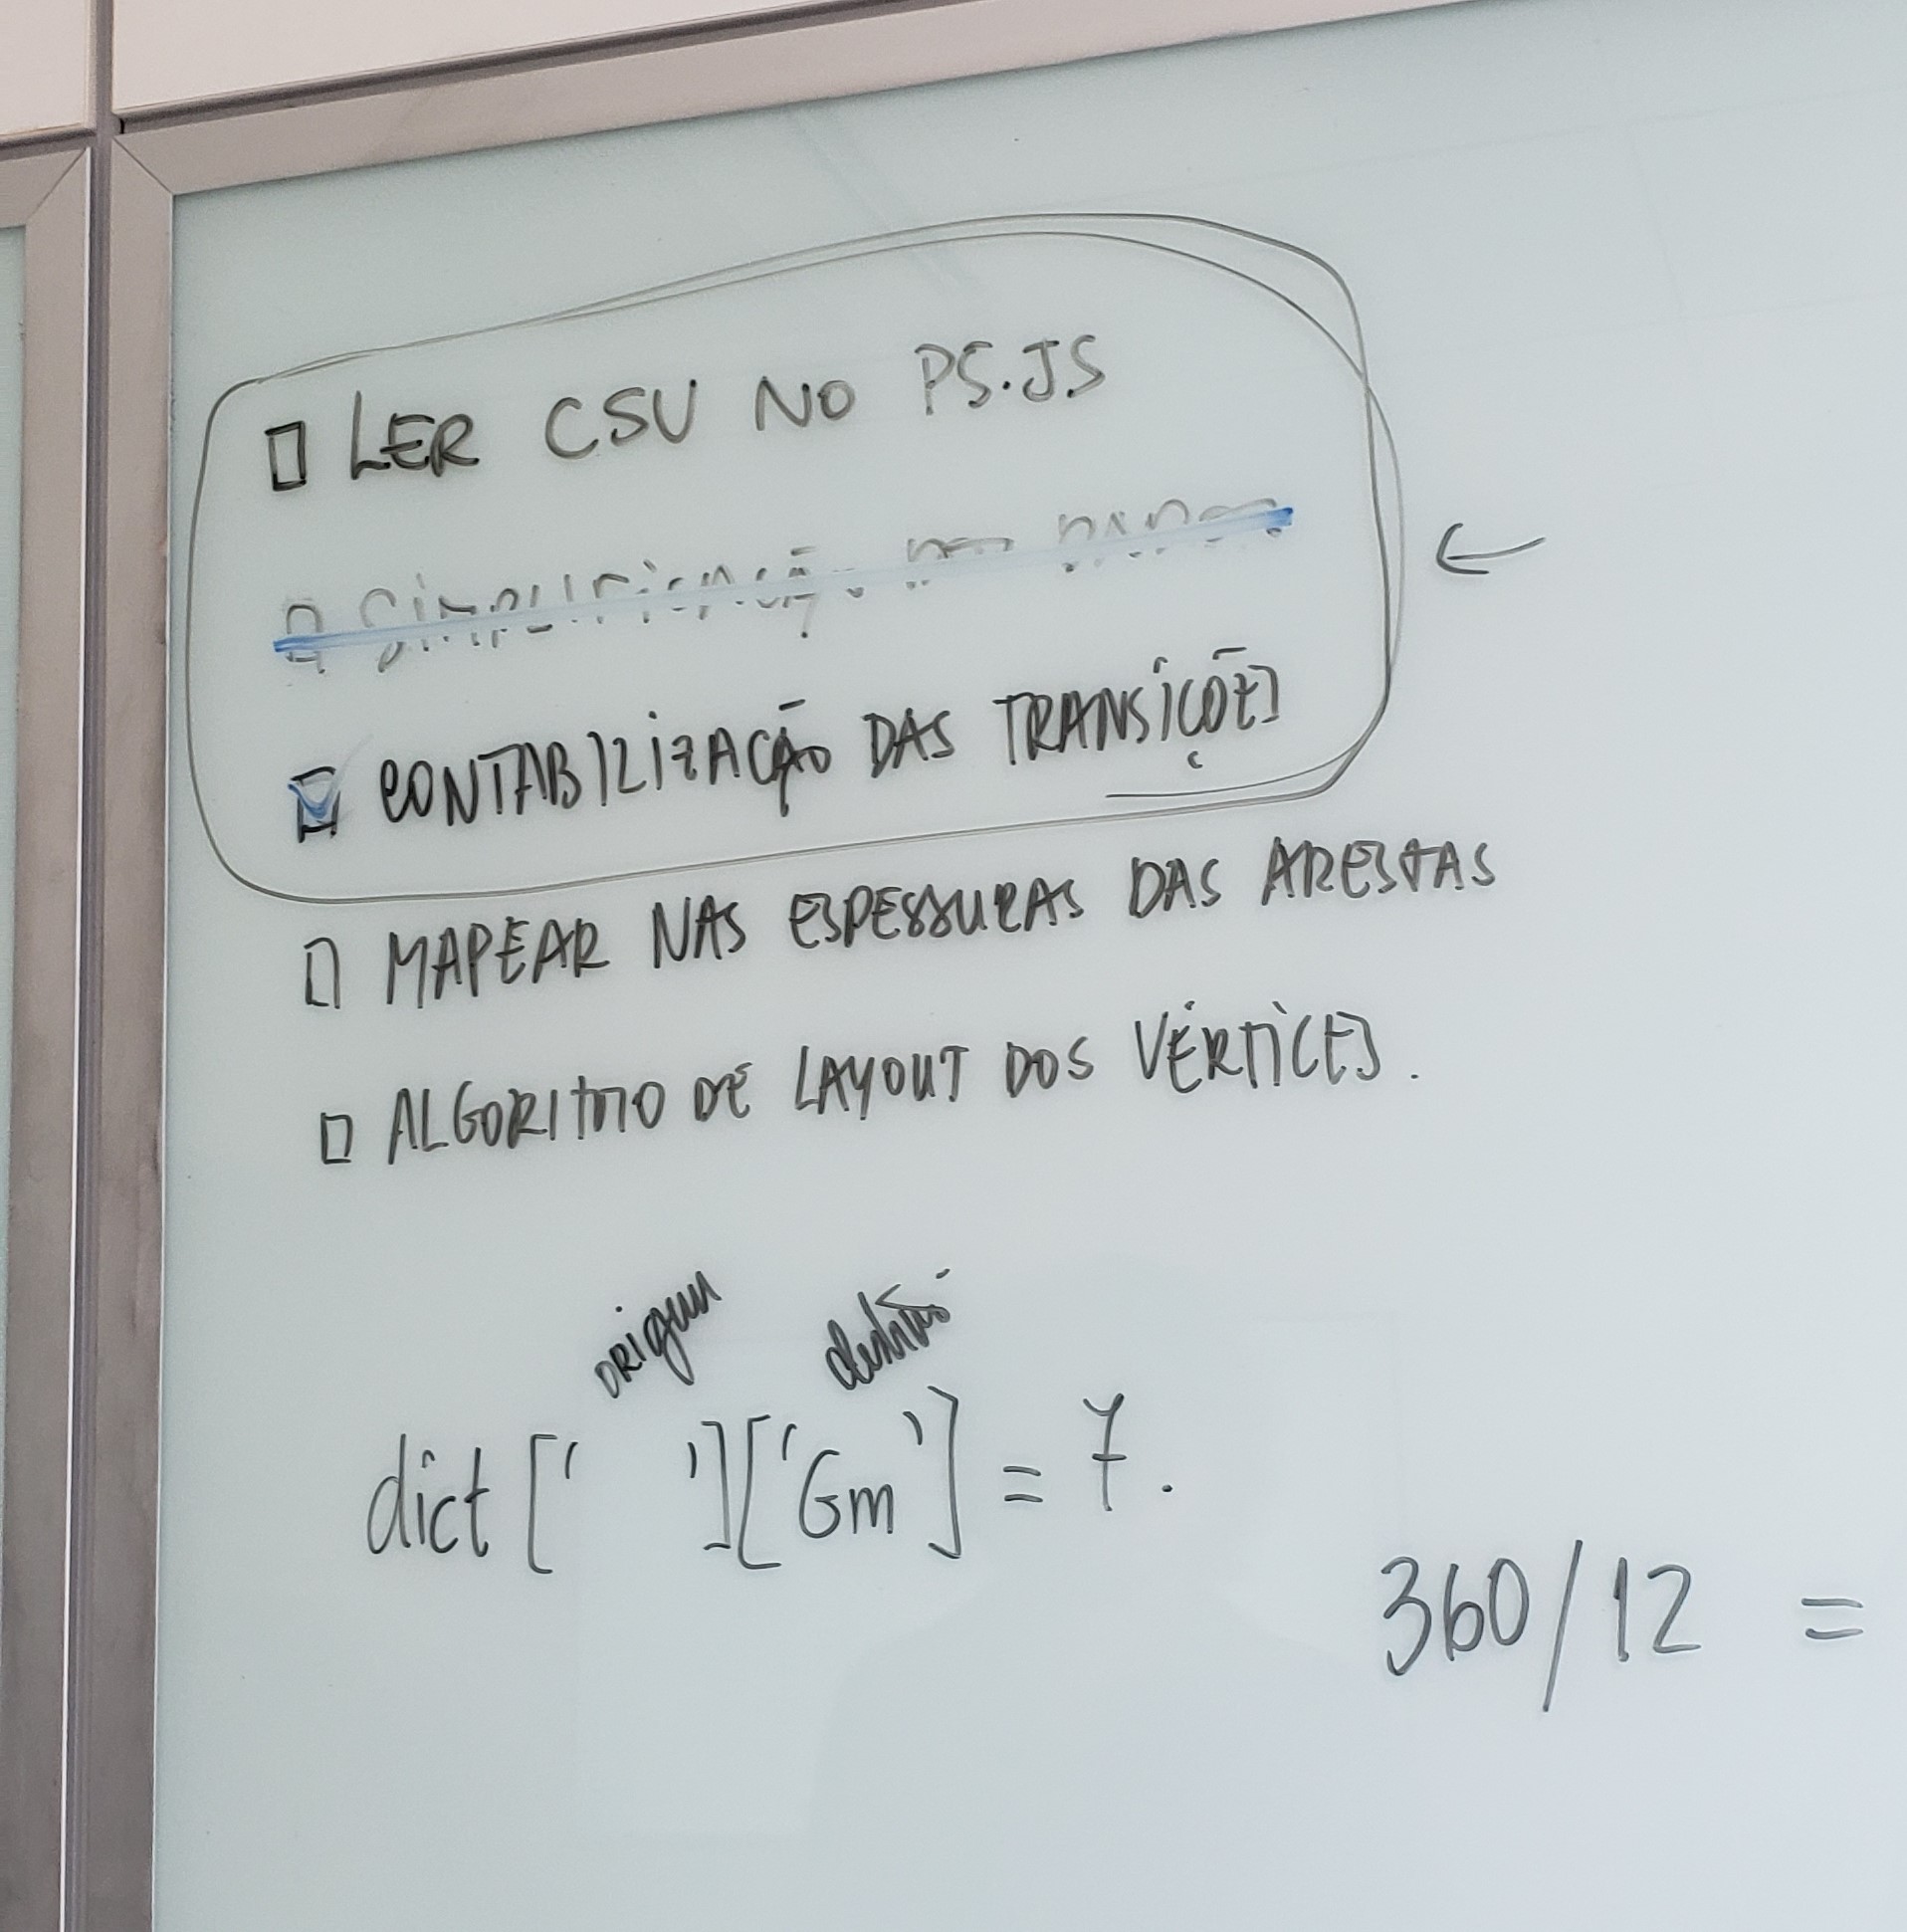 LER CSV NO P5.JS
SIMPLIFICAÇÃO DOS DADOS
CONTABILIZAÇÃO DAS TRANSIÇÕES
MAPEAR NAS ESPESSURAS DAS ARESTAS
ALGORITMO DE LAYOUT DOS VÉRTICES.
origem destino
dict [' ']['Gm'] = 7.
360/12 =